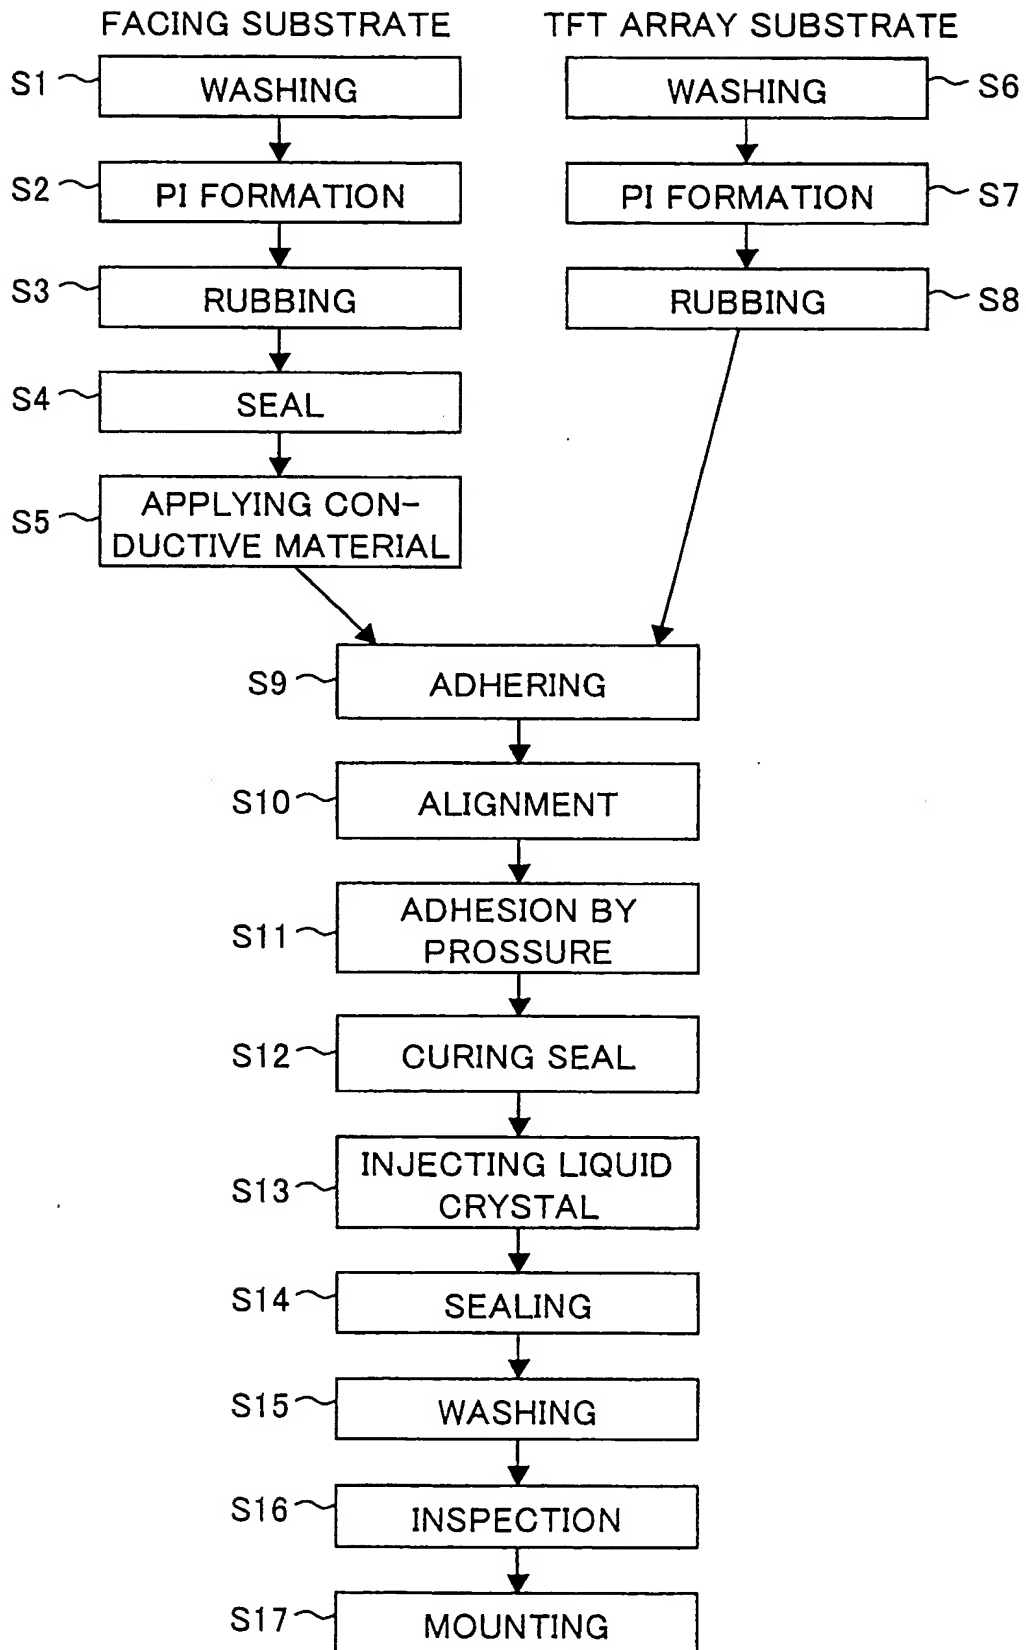 FACING SUBSTRATE
TFT ARRAY SUBSTRATE
S1
WASHING
WASHING
S6
S2
PI FORMATION
PI FORMATION
S7
S3
RUBBING
RUBBING
S8
S4
SEAL
S5
APPLYING CON-
DUCTIVE MATERIAL
S9
ADHERING
S10
ALIGNMENT
S11
ADHESION BY
PROSSURE
S12
CURING SEAL
S13
INJECTING LIQUID
CRYSTAL
S14
SEALING
S15
WASHING
S16
INSPECTION
S17
MOUNTING